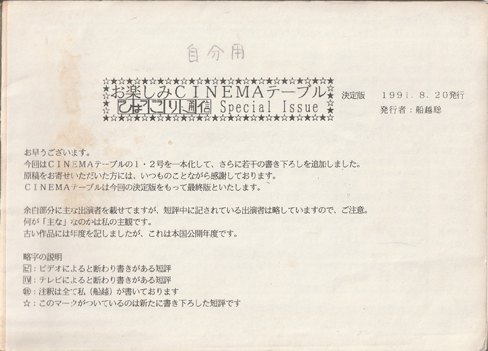 自分用
☆★☆★☆★☆★☆★☆★☆★☆★☆★☆★☆★☆★☆★☆
お楽しみCINEMAテーブル 決定版 1991.8.20発行
ひょっこり通信 Special Issue 発行者：船越聡
☆★☆★☆★☆★☆★☆★☆★☆★☆★☆★☆★☆★☆★☆
お早うございます。
今回はCINEMAテーブルの1・2号を一本化して、さらに若干の書き下ろしを追加しました。
原稿をお寄せいただいた方には、いつものことながら感謝しております。
CINEMAテーブルは今回の決定版をもって最終版といたします。
余白部分に主な出演者を載せてますが、短評中に記されている出演者は略していますので、ご注意。
何が「主な」なのかは私の主観です。
古い作品には年度を記しましたが、これは本国公開年度です。
略字の説明
：ビデオによると断わり書きがある短評
：テレビによると断わり書きがある短評
：注釈は全て私（船越）が書いております
☆：このマークがついているのは新たに書き下ろした短評です